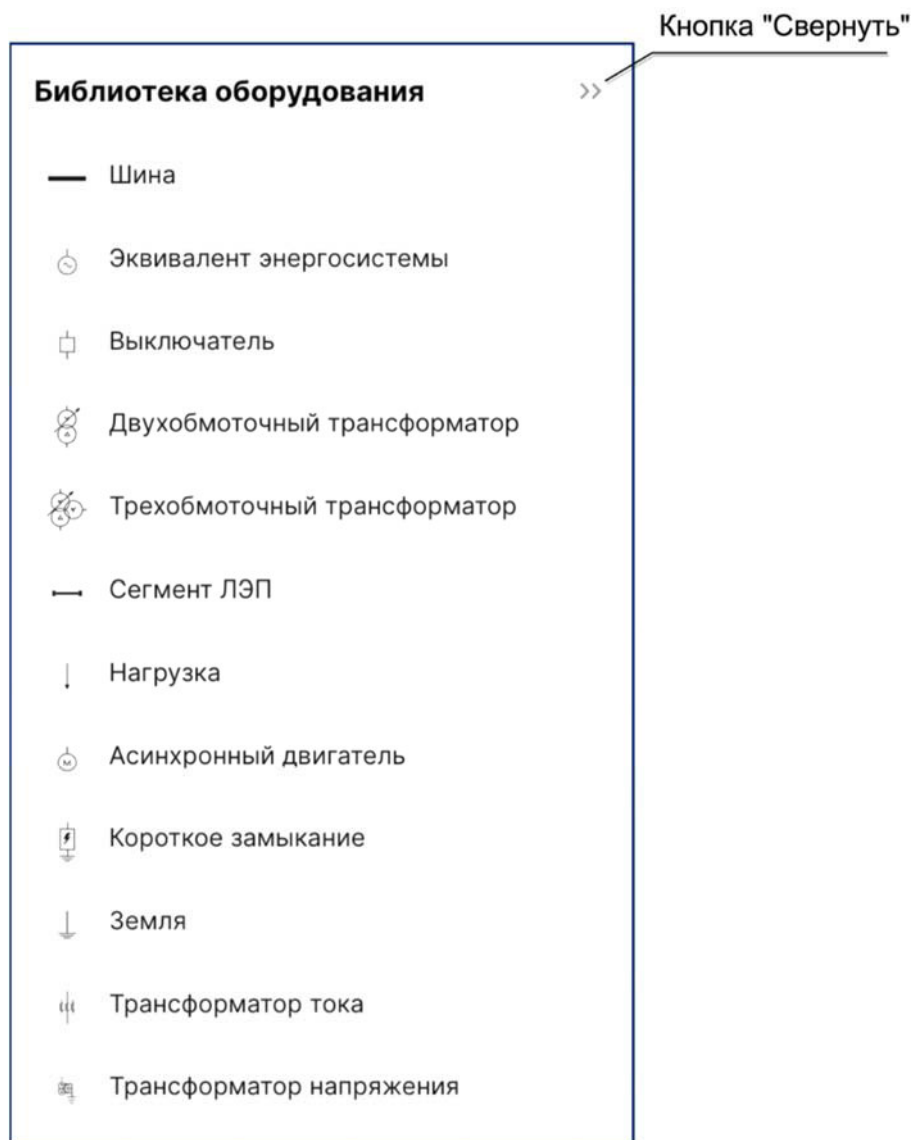 Кнопка "Свернуть"
Библиотека оборудования
Шина
Эквивалент энергосистемы
Выключатель
Двухобмоточный трансформатор
Трехобмоточный трансформатор
Сегмент ЛЭП
Нагрузка
Асинхронный двигатель
Короткое замыкание
Земля
Трансформатор тока
Трансформатор напряжения